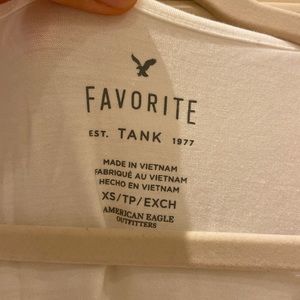 FAVORITE
EST. TANK 1977
MADE IN VIETNAM
FABRIQUÉ AU VIETNAM
HECHO EN VIETNAM
XS/TP/EXCH
AMERICAN EAGLE
OUTFITTERS